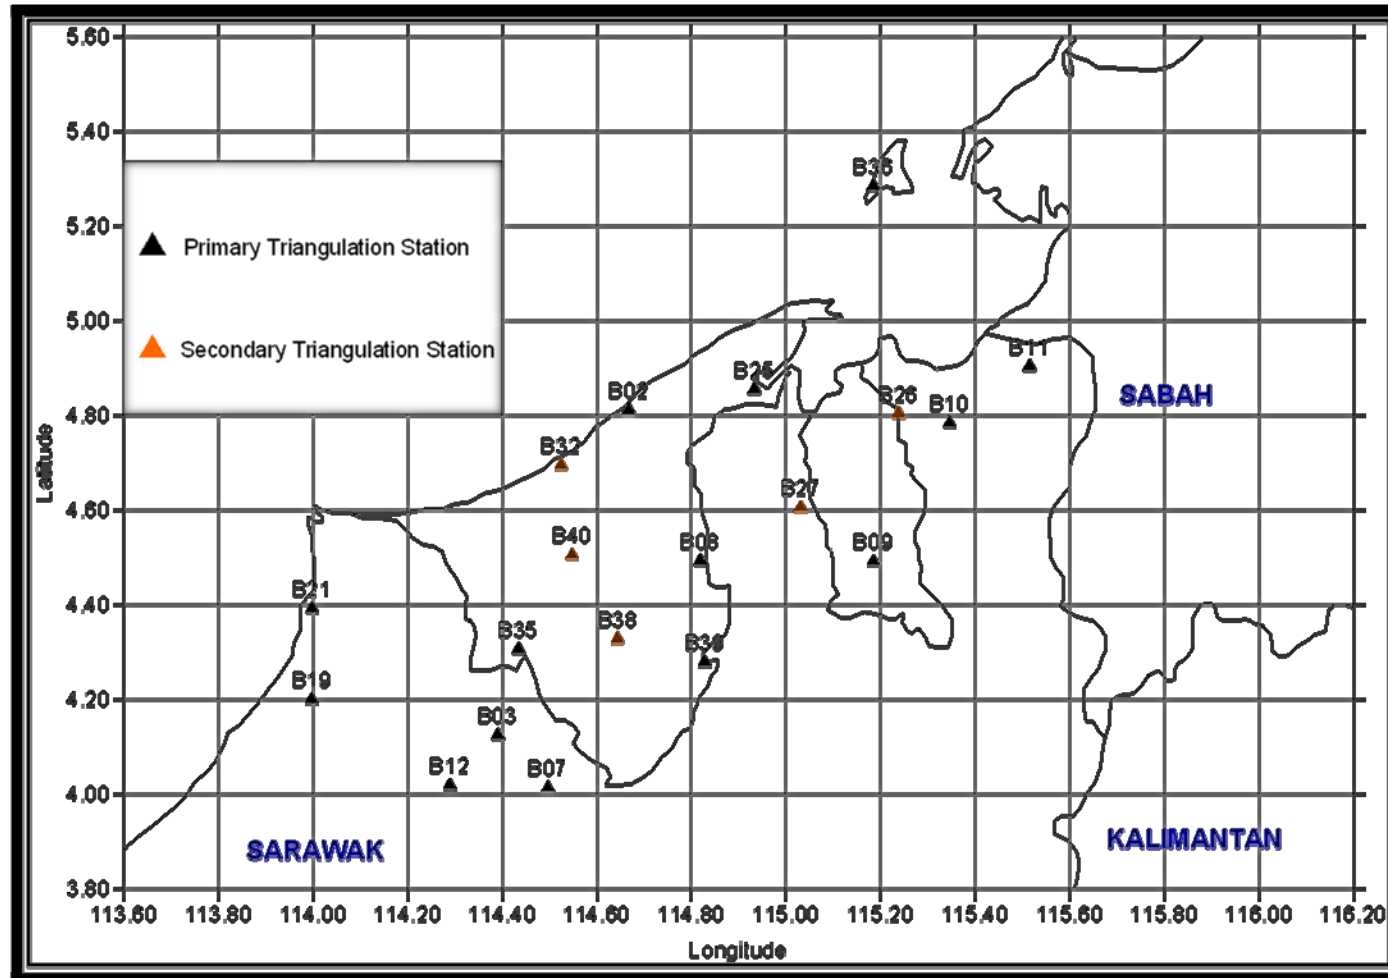 5.60
5.40
B36
5.20
Primary Triangulation Station
5.00
Secondary Triangulation Station
B11
B25
B02
B26
B10
SABAH
4.80
Latitude
B32
B27
4.60
B40
B08
B09
B21
4.40
B35
B38
B39
B19
4.20
B03
B12
B07
4.00
SARAWAK
KALIMANTAN
3.80
113.60 113.80 114.00 114.20 114.40 114.60 114.80 115.00 115.20 115.40 115.60 115.80 116.00 116.20
Longitude